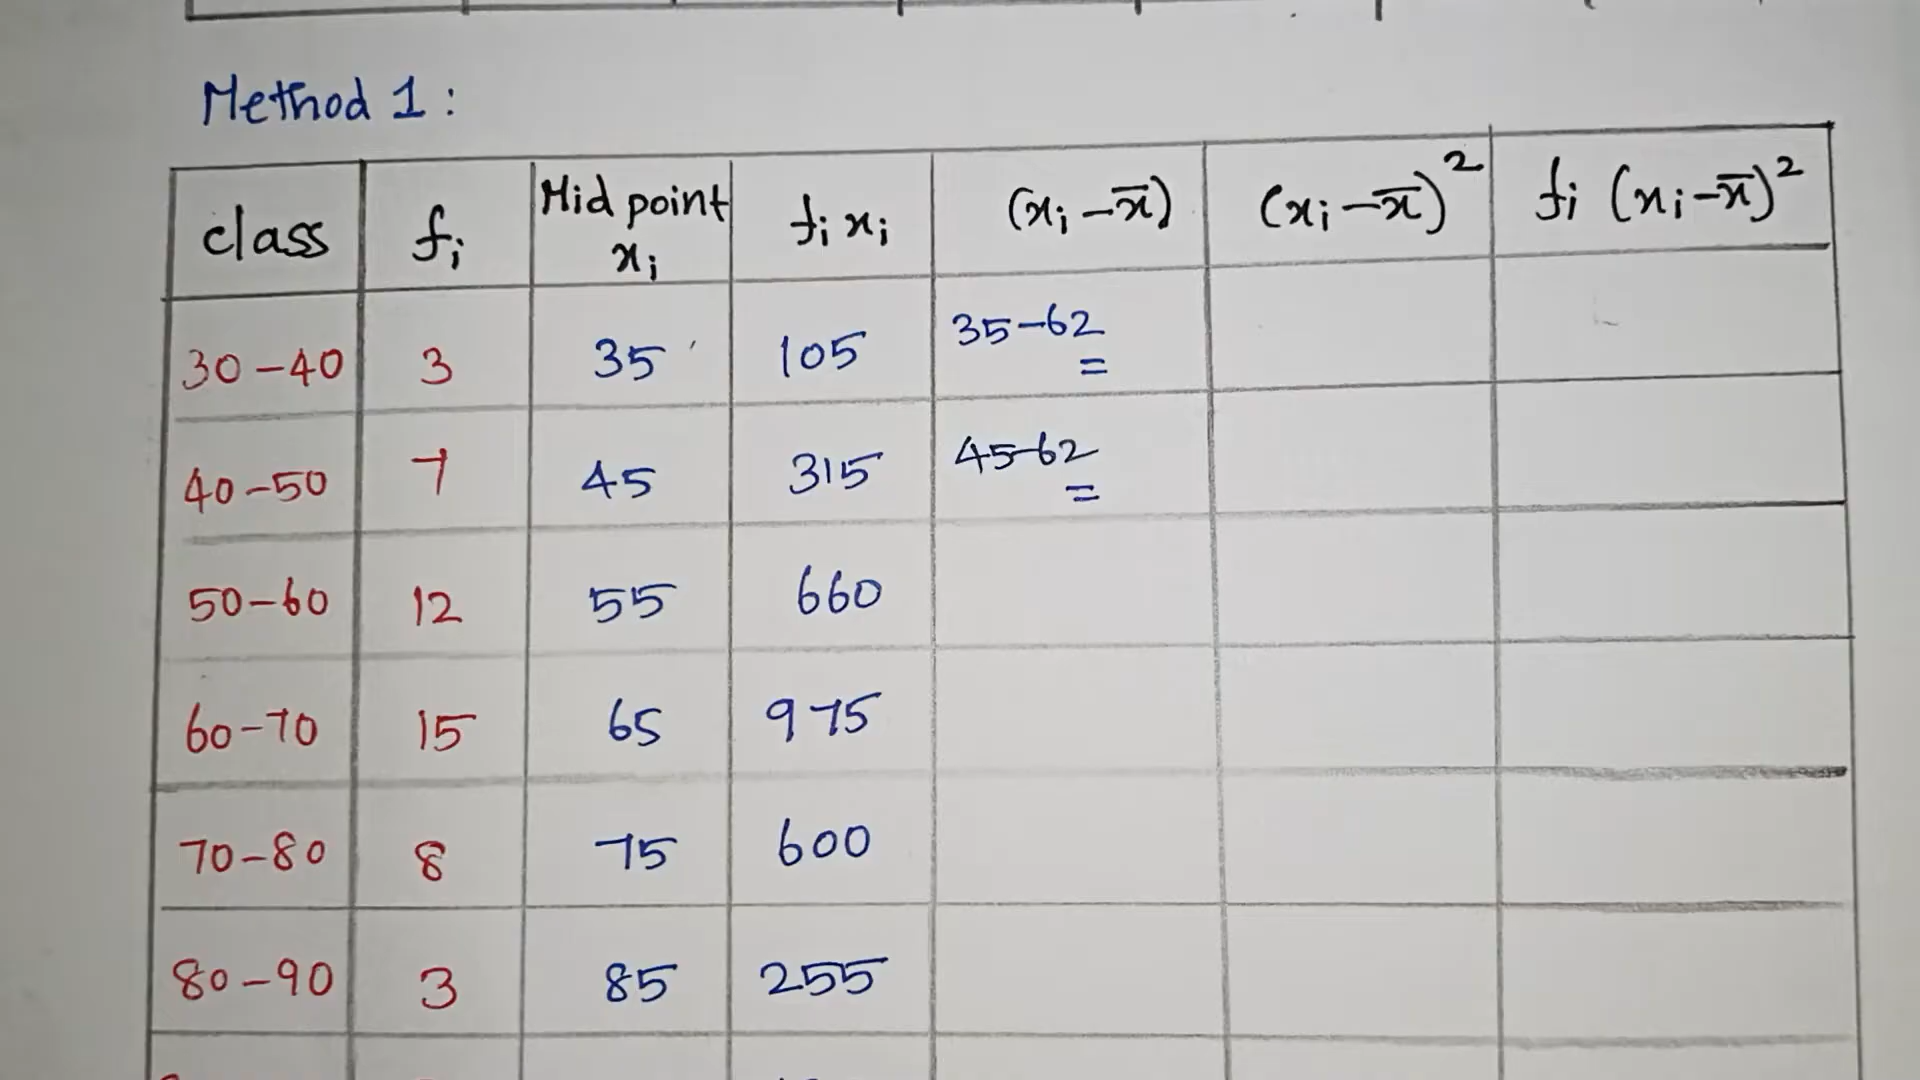 Method 1:
class fi Mid point xi fi xi (xi – x̄) (xi – x̄)² fi (xi – x̄)²
30–40 3 35 105 35–62 =
40–50 7 45 315 45–62 =
50–60 12 55 660
60–70 15 65 975
70–80 8 75 600
80–90 3 85 255